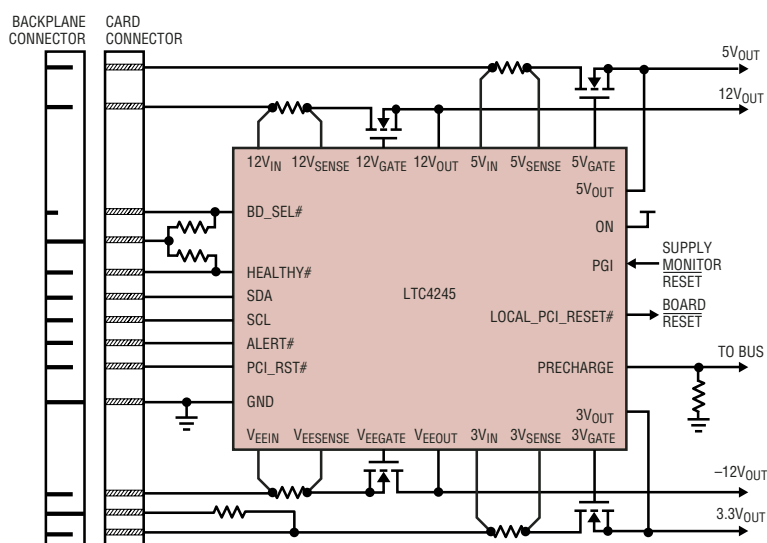 BACKPLANE CONNECTOR
CARD CONNECTOR
5VOUT
12VOUT
12VIN 12VSENSE 12VGATE 12VOUT 5VIN 5VSENSE 5VGATE
5VOUT
BD_SEL#
ON
PGI
SUPPLY
MONITOR
RESET
HEALTHY#
SDA
LTC4245
SCL
LOCAL_PCI_RESET#
BOARD
RESET
ALERT#
PCI_RST#
PRECHARGE
TO BUS
GND
3VOUT
VEEIN VEESENSE VEEGATE VEEOUT 3VIN 3VSENSE 3VGATE
–12VOUT
3.3VOUT